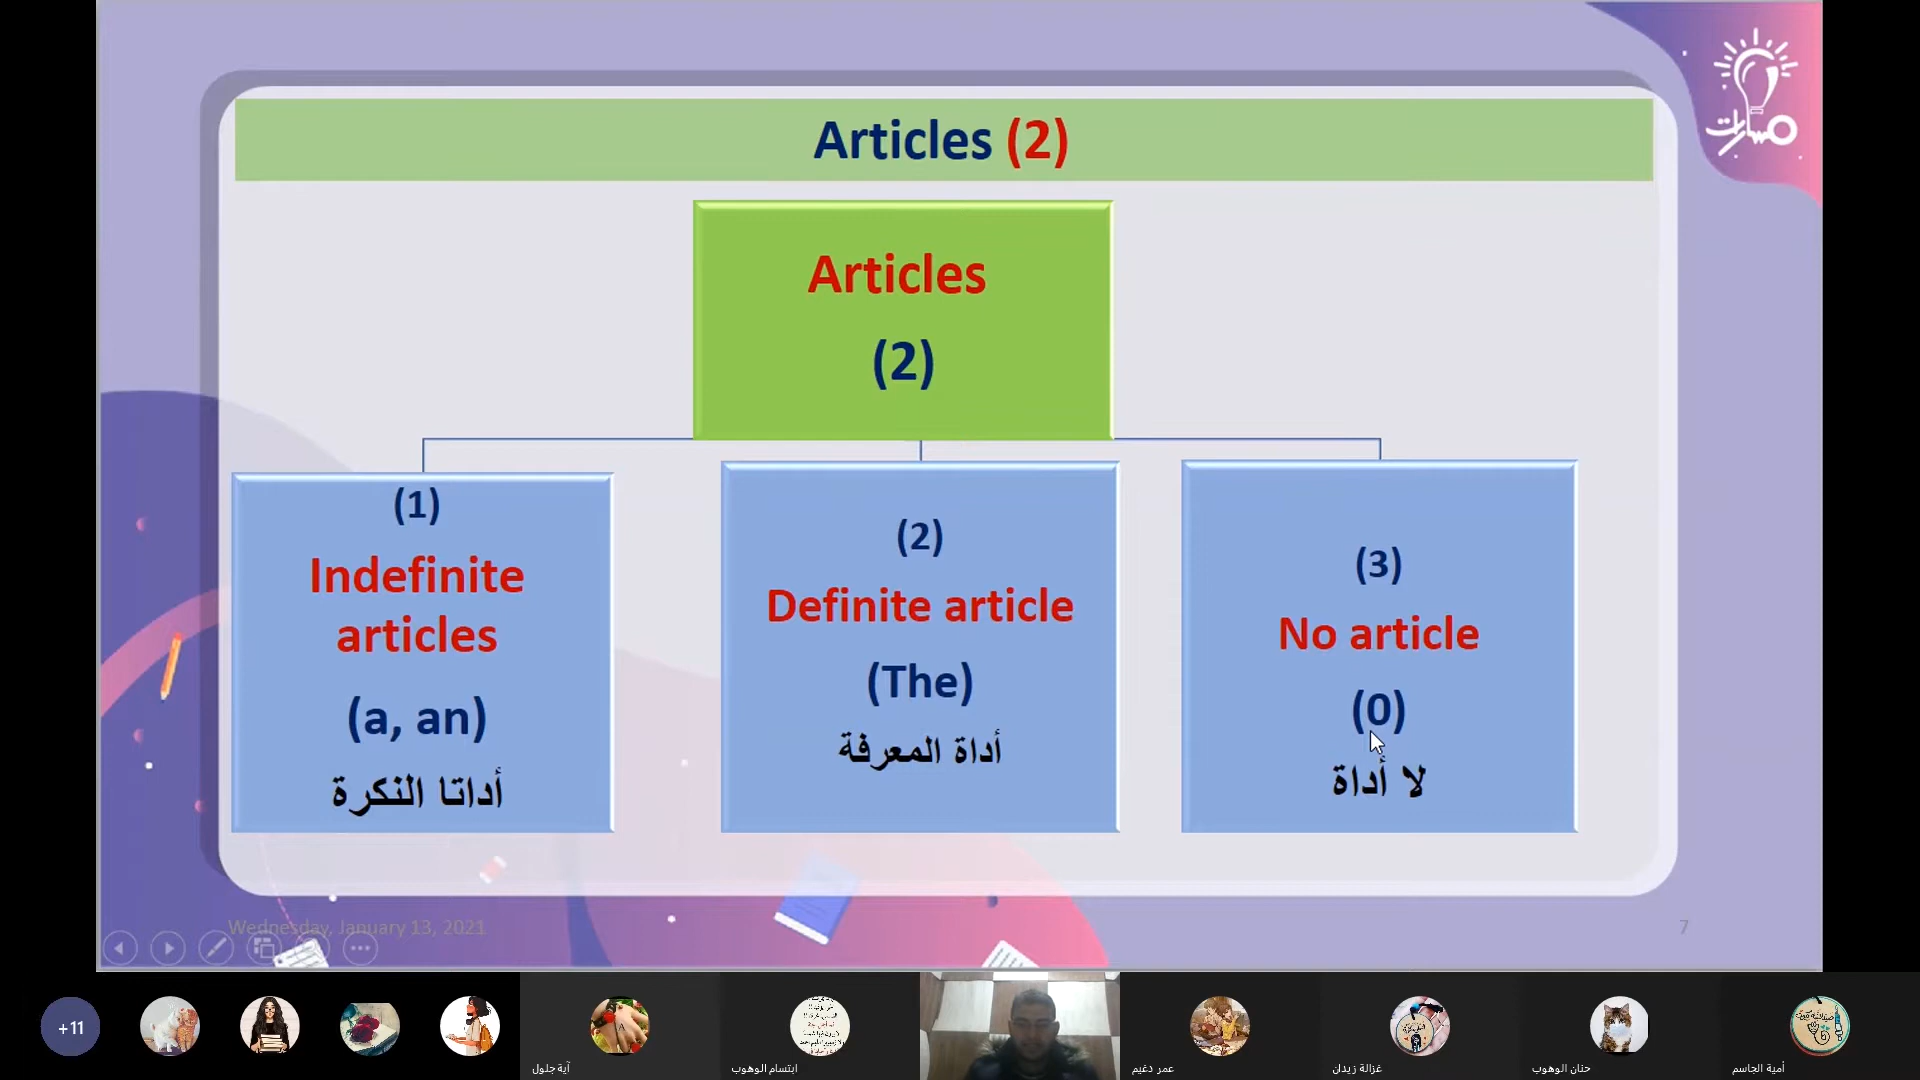 مسارات
Articles (2)
Articles
(2)
(1)
Indefinite
articles
(a, an)
أداتا النكرة
(2)
Definite article
(The)
أداة المعرفة
(3)
No article
(0)
لا أداة
Wednesday, January 13, 2021
7
+11
آية جلول
ابتسام الوهوب
عمر دغيم
غزالة زيدان
حنان الوهوب
أمية الجاسم